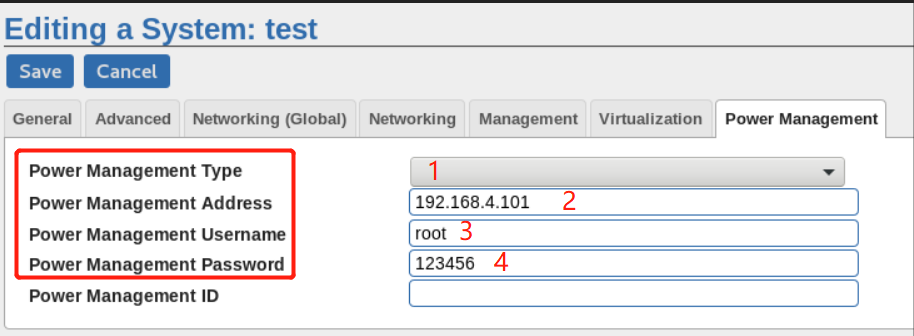 Editing a System: test
Save Cancel
General Advanced Networking (Global) Networking Management Virtualization Power Management
Power Management Type 1
Power Management Address 192.168.4.101 2
Power Management Username root 3
Power Management Password 123456 4
Power Management ID